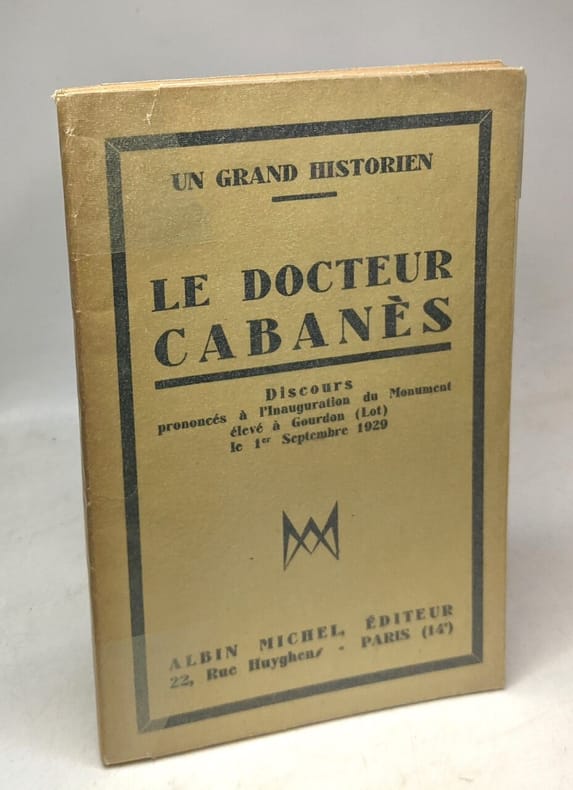 UN GRAND HISTORIEN
LE DOCTEUR
CABANÈS
Discours
prononcés à l'Inauguration du Monument
élevé à Gourdon (Lot)
le 1er Septembre 1929
ALBIN MICHEL, ÉDITEUR
22, Rue Huyghens - PARIS (14e)